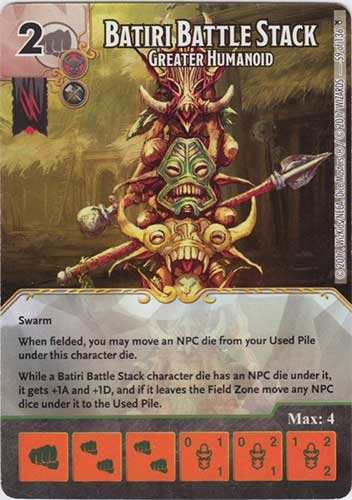 2
BATIRI BATTLE STACK
GREATER HUMANOID
Swarm
When fielded, you may move an NPC die from your Used Pile
under this character die.
While a Batiri Battle Stack character die has an NPC die under it,
it gets +1A and +1D, and if it leaves the Field Zone move any NPC
dice under it to the Used Pile.
Max: 4
0 1
1
0 2
1
1 2
2